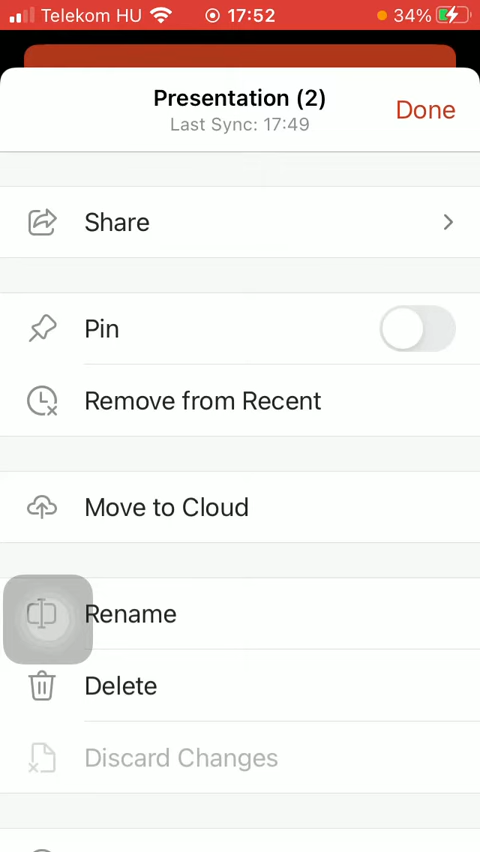 Telekom HU 17:52 34%
Presentation (2)
Last Sync: 17:49
Done
Share
Pin
Remove from Recent
Move to Cloud
Rename
Delete
Discard Changes